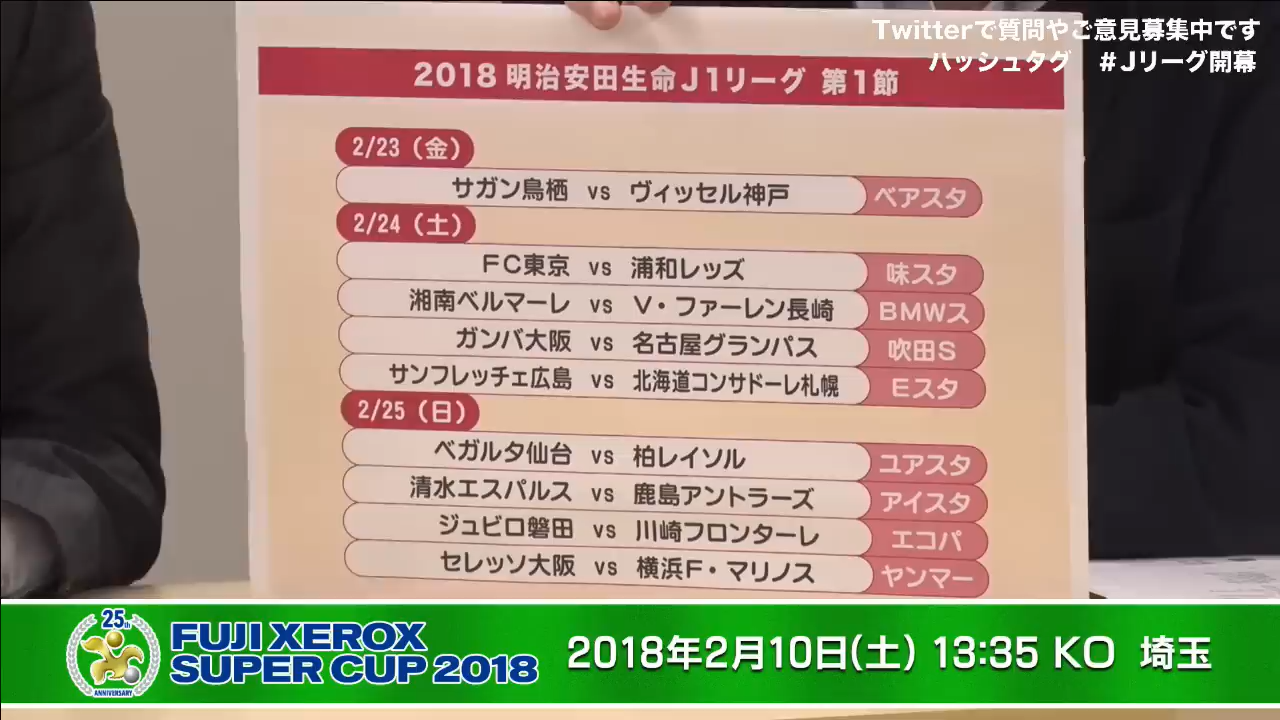 Twitterで質問やご意見募集中です
ハッシュタグ #Jリーグ開幕
2018 明治安田生命J1リーグ 第1節
2/23（金）
サガン鳥栖 vs ヴィッセル神戸 ベアスタ
2/24（土）
FC東京 vs 浦和レッズ 味スタ
湘南ベルマーレ vs V・ファーレン長崎 BMWス
ガンバ大阪 vs 名古屋グランパス 吹田S
サンフレッチェ広島 vs 北海道コンサドーレ札幌 Eスタ
2/25（日）
ベガルタ仙台 vs 柏レイソル ユアスタ
清水エスパルス vs 鹿島アントラーズ アイスタ
ジュビロ磐田 vs 川崎フロンターレ エコパ
セレッソ大阪 vs 横浜F・マリノス ヤンマー
25th
ANNIVERSARY
FUJI XEROX
SUPER CUP 2018
2018年2月10日(土) 13:35 KO 埼玉